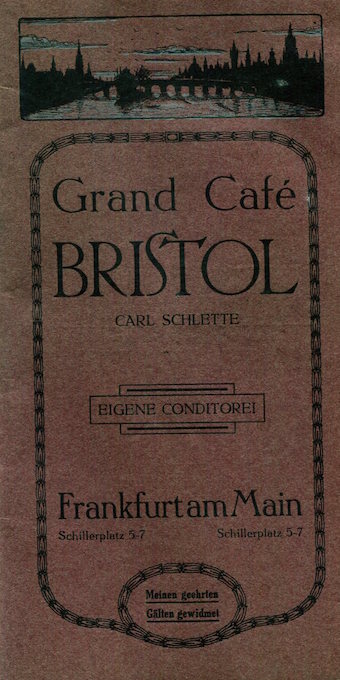 Grand Café
BRISTOL
CARL SCHLETTE
EIGENE CONDITOREI
Frankfurt am Main
Schillerplatz 5-7 Schillerplatz 5-7
Meinen geehrten
Gästen gewidmet